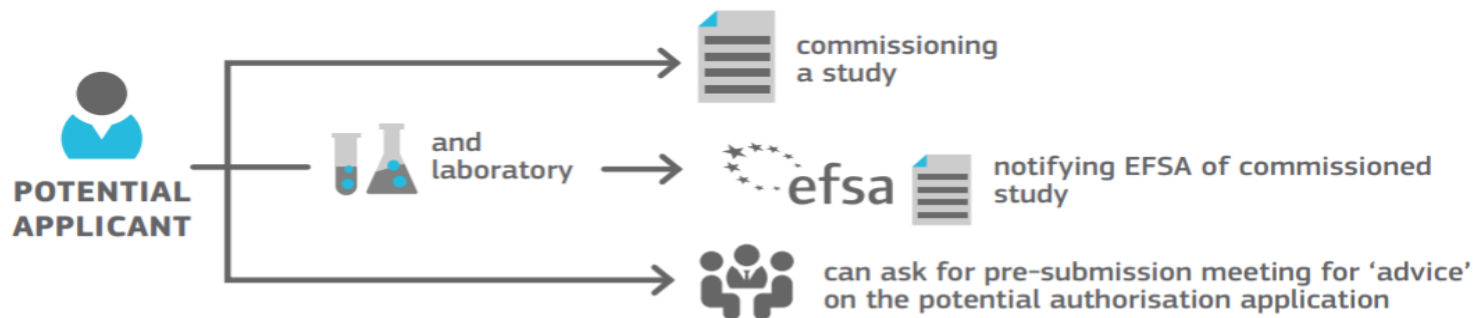 commissioning
a study
POTENTIAL
APPLICANT
and
laboratory
efsa
notifying EFSA of commissioned
study
can ask for pre-submission meeting for ‘advice’
on the potential authorisation application